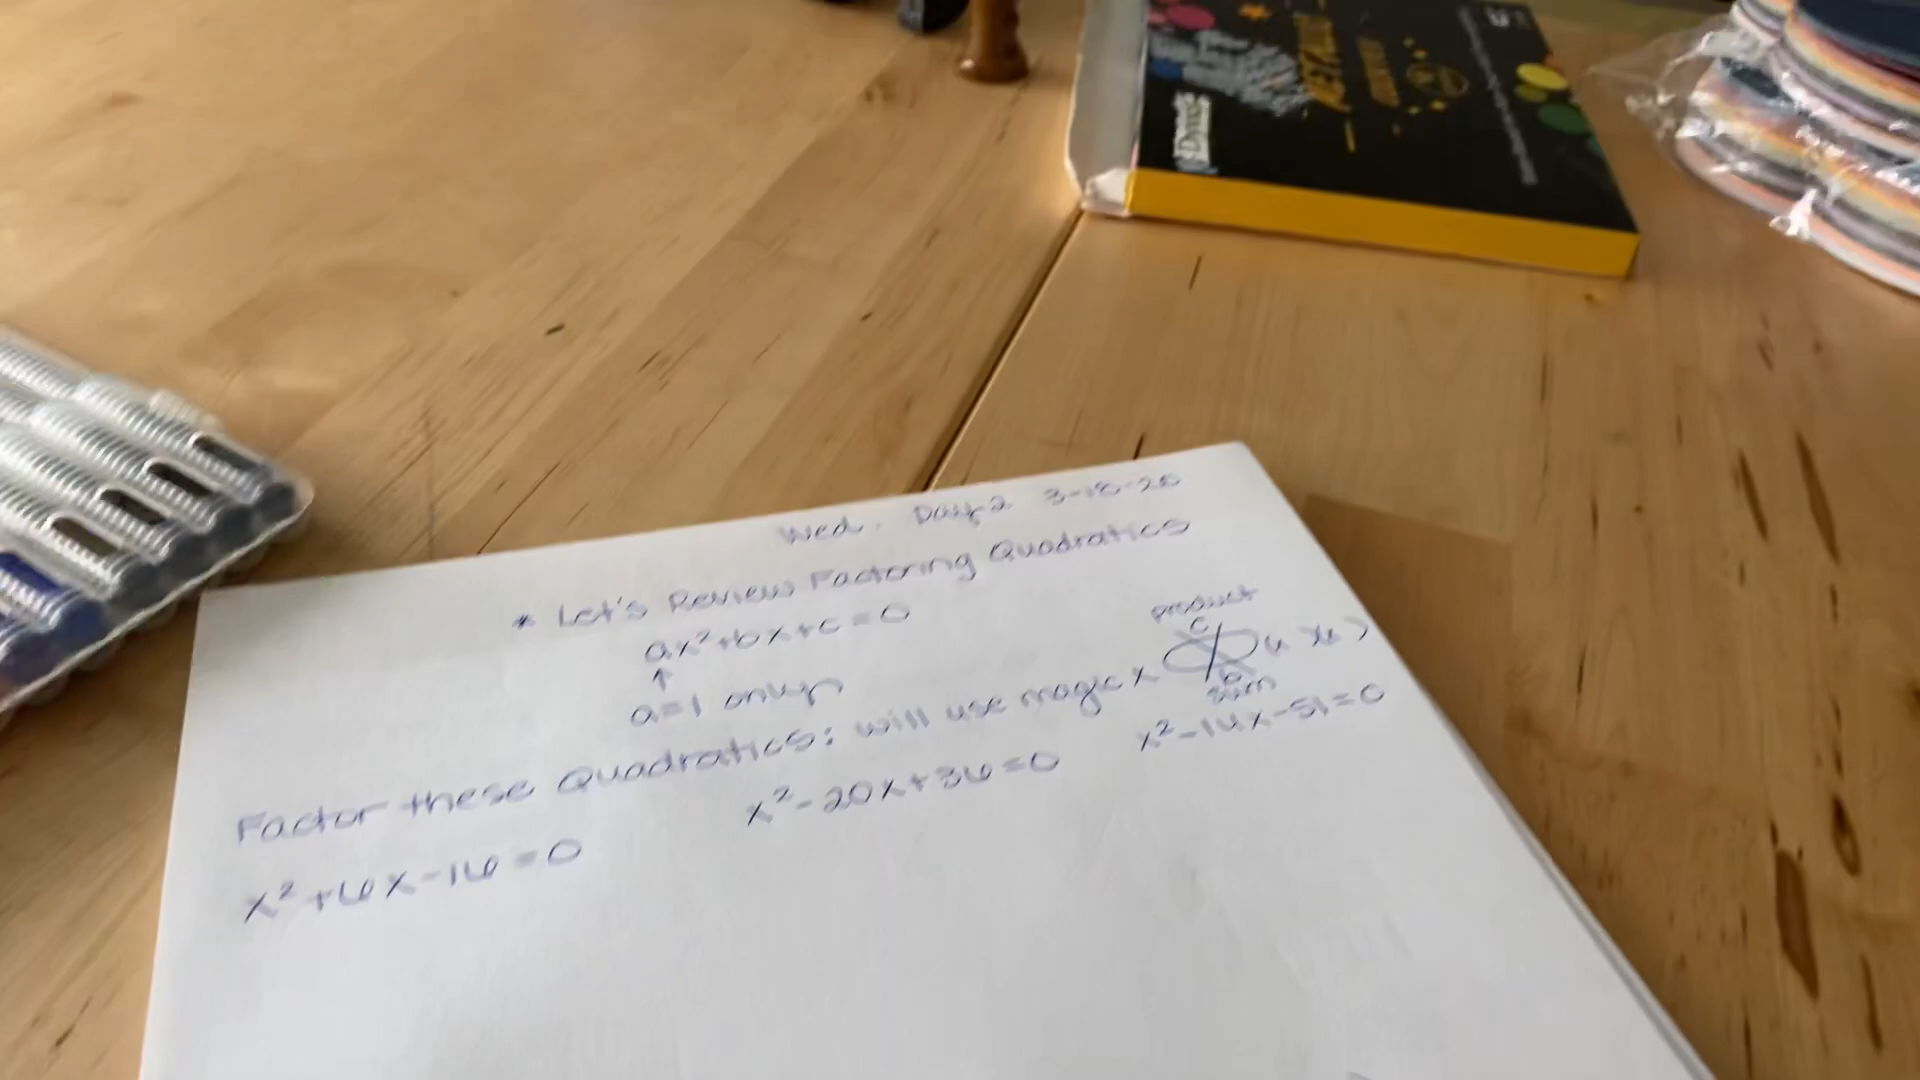 Wed. Day 2 3-18-20
* Let's Review Factoring Quadratics
ax²+bx+c=0
↑
a=1 only
product
c
b
sum
Factor these Quadratics: will use magic x ( )( )
x²+6x-16=0
x²-20x+36=0
x²-14x-51=0